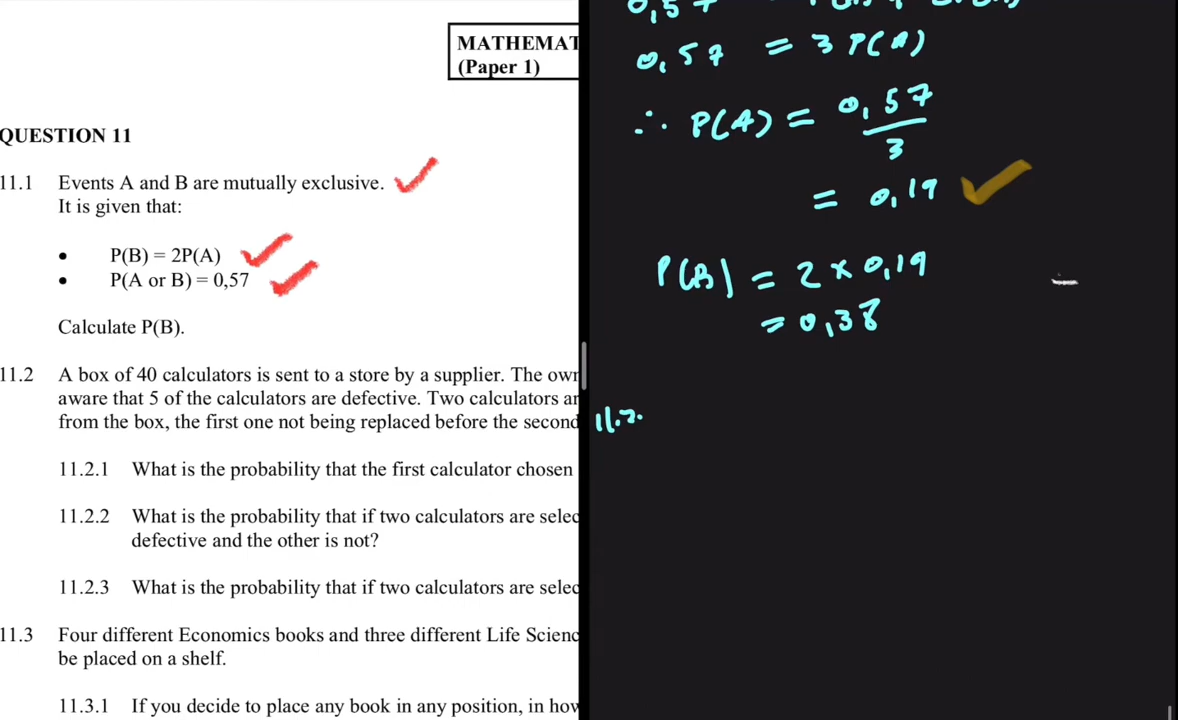 MATHEMAT
(Paper 1)
QUESTION 11
11.1 Events A and B are mutually exclusive.
It is given that:
• P(B) = 2P(A)
• P(A or B) = 0,57
Calculate P(B).
11.2 A box of 40 calculators is sent to a store by a supplier. The own
aware that 5 of the calculators are defective. Two calculators ar
from the box, the first one not being replaced before the second
11.2.1 What is the probability that the first calculator chosen
11.2.2 What is the probability that if two calculators are selec
defective and the other is not?
11.2.3 What is the probability that if two calculators are selec
11.3 Four different Economics books and three different Life Scienc
be placed on a shelf.
11.3.1 If you decide to place any book in any position, in how
0,57 =
0,57 = 3 P(A)
∴ P(A) = 0,57
3
= 0,19
P(B) = 2 × 0,19
= 0,38
11.2.